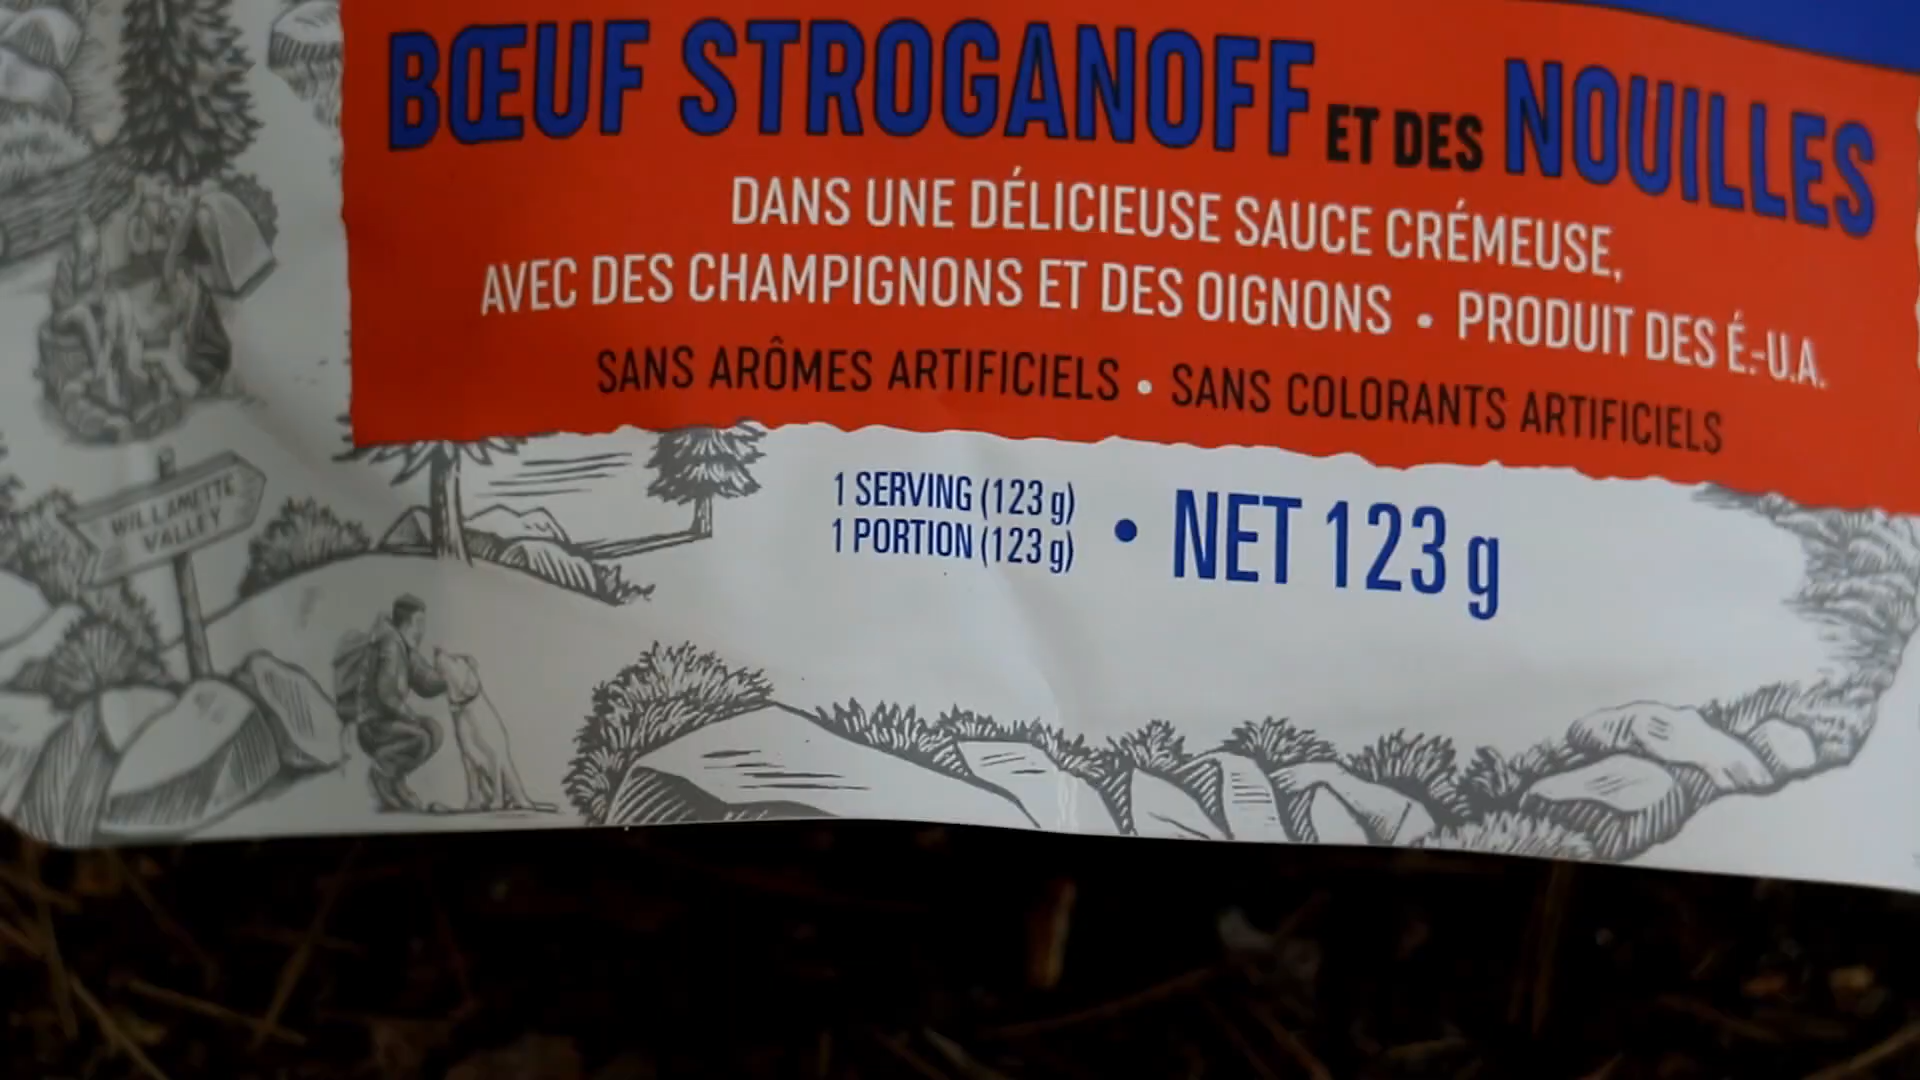 BŒUF STROGANOFF ET DES NOUILLES
DANS UNE DÉLICIEUSE SAUCE CRÉMEUSE,
AVEC DES CHAMPIGNONS ET DES OIGNONS • PRODUIT DES É.-U.A.
SANS ARÔMES ARTIFICIELS • SANS COLORANTS ARTIFICIELS
1 SERVING (123 g)
1 PORTION (123 g)
• NET 123 g
WILLAMETTE
VALLEY